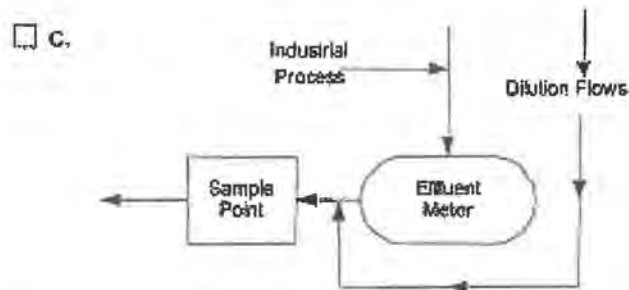 C.
Industrial
Process
Dilution Flows
Sample
Point
Effluent
Meter